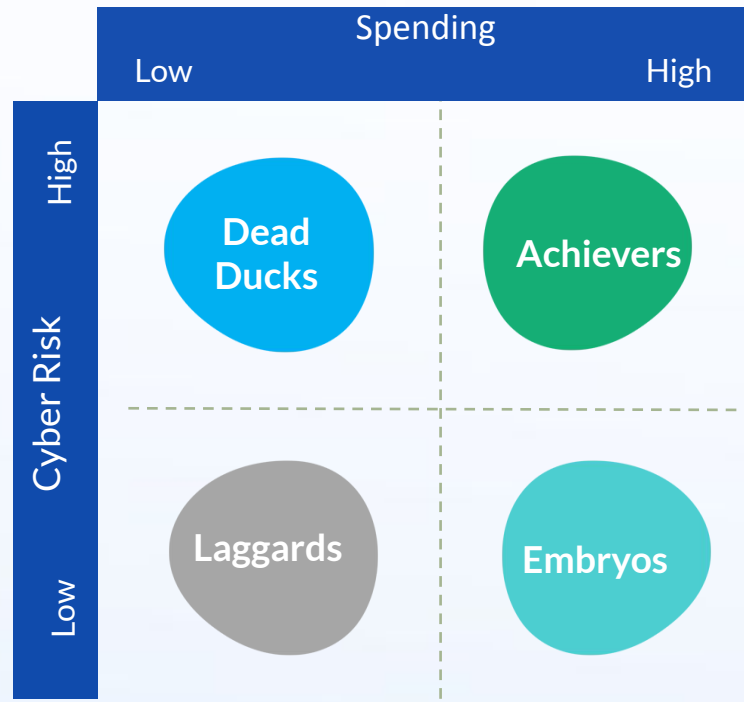 Spending
Low
High
High
Cyber Risk
Low
Dead
Ducks
Achievers
Laggards
Embryos